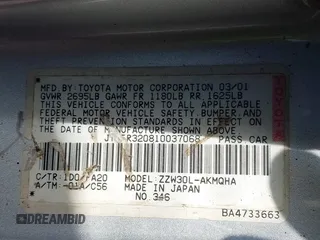 MFD BY TOYOTA MOTOR CORPORATION 03/01
GVWR 2695LB GAWR FR 1180LB RR 1625LB
THIS VEHICLE CONFORMS TO ALL APPLICABLE
FEDERAL MOTOR VEHICLE SAFETY, BUMPER, AND
THEFT PREVENTION STANDARDS IN EFFECT ON
THE DATE OF MANUFACTURE SHOWN ABOVE.
PASS CAR
C/TR: 1D0/FA20 MODEL: ZZW30L-AKMQHA
A/TM: -01A/C56 MADE IN JAPAN
NO. 346
BA4733663
DREAMBID